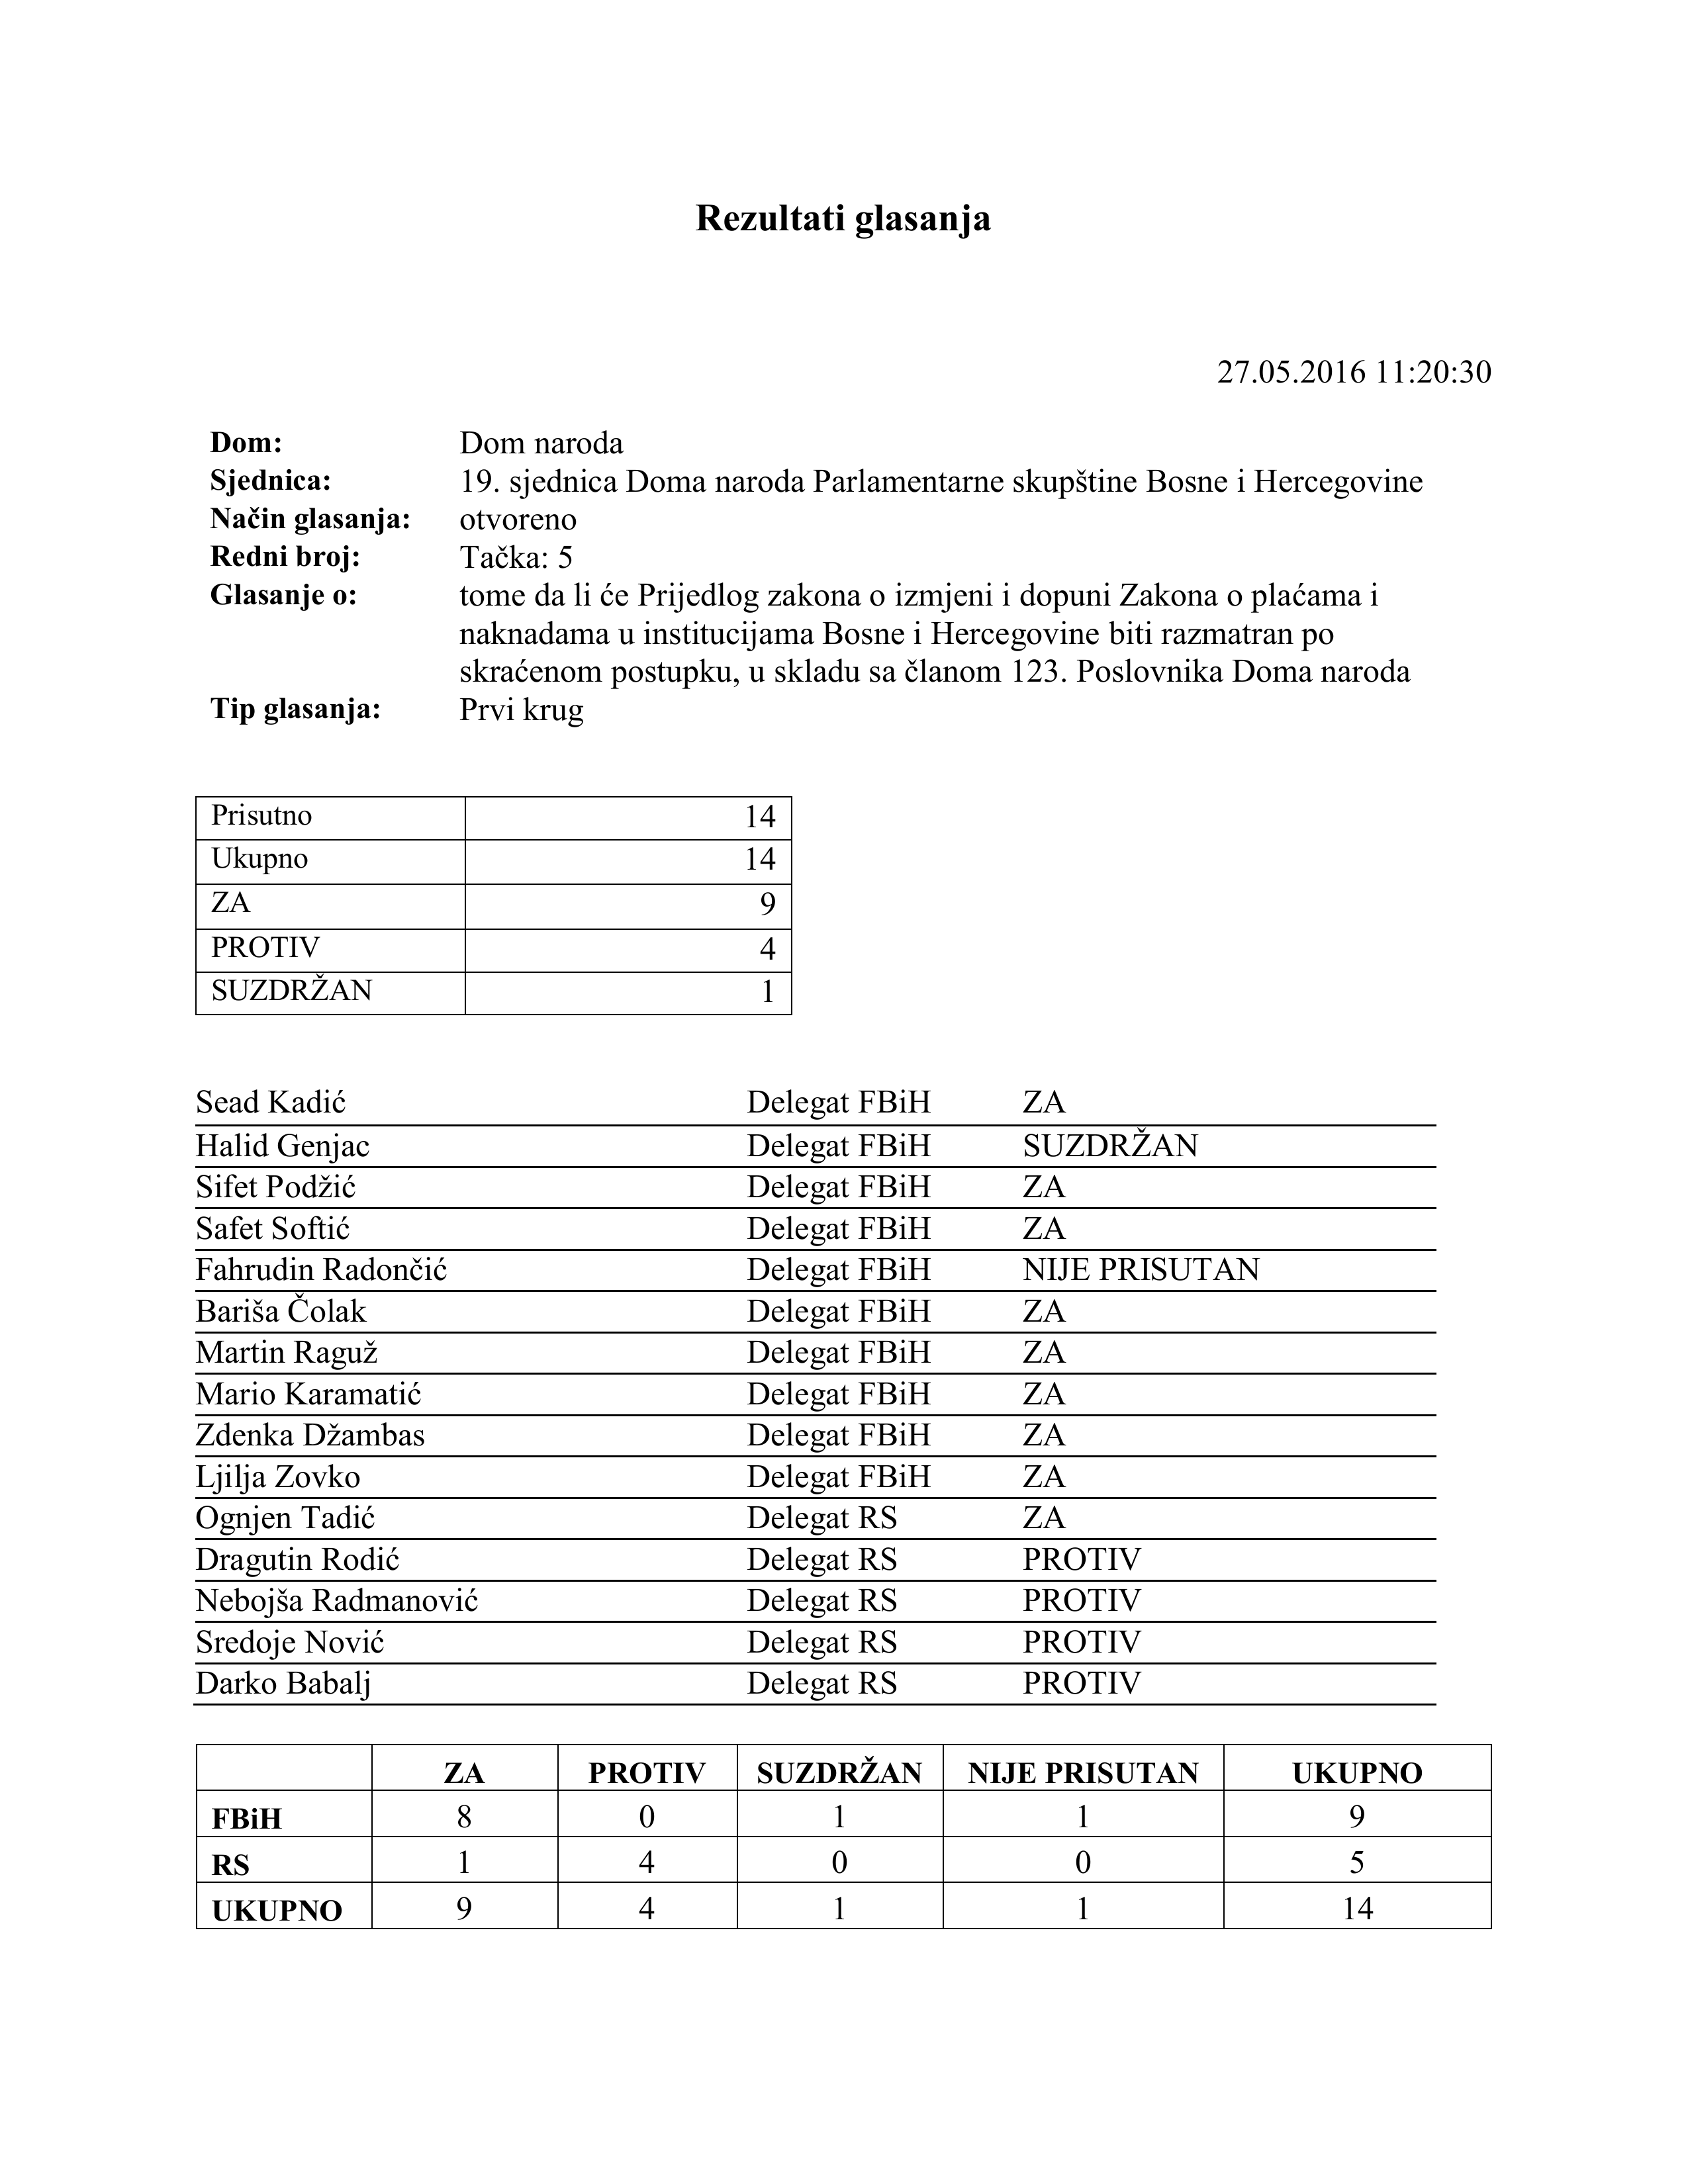 Rezultati glasanja
27.05.2016 11:20:30
Dom: Dom naroda
Sjednica: 19. sjednica Doma naroda Parlamentarne skupštine Bosne i Hercegovine
Način glasanja: otvoreno
Redni broj: Tačka: 5
Glasanje o: tome da li će Prijedlog zakona o izmjeni i dopuni Zakona o plaćama i
naknadama u institucijama Bosne i Hercegovine biti razmatran po
skraćenom postupku, u skladu sa članom 123. Poslovnika Doma naroda
Tip glasanja: Prvi krug
Prisutno 14
Ukupno 14
ZA 9
PROTIV 4
SUZDRŽAN 1
Sead Kadić Delegat FBiH ZA
Halid Genjac Delegat FBiH SUZDRŽAN
Sifet Podžić Delegat FBiH ZA
Safet Softić Delegat FBiH ZA
Fahrudin Radončić Delegat FBiH NIJE PRISUTAN
Bariša Čolak Delegat FBiH ZA
Martin Raguž Delegat FBiH ZA
Mario Karamatić Delegat FBiH ZA
Zdenka Džambas Delegat FBiH ZA
Ljilja Zovko Delegat FBiH ZA
Ognjen Tadić Delegat RS ZA
Dragutin Rodić Delegat RS PROTIV
Nebojša Radmanović Delegat RS PROTIV
Sredoje Nović Delegat RS PROTIV
Darko Babalj Delegat RS PROTIV
ZA PROTIV SUZDRŽAN NIJE PRISUTAN UKUPNO
FBiH 8 0 1 1 9
RS 1 4 0 0 5
UKUPNO 9 4 1 1 14